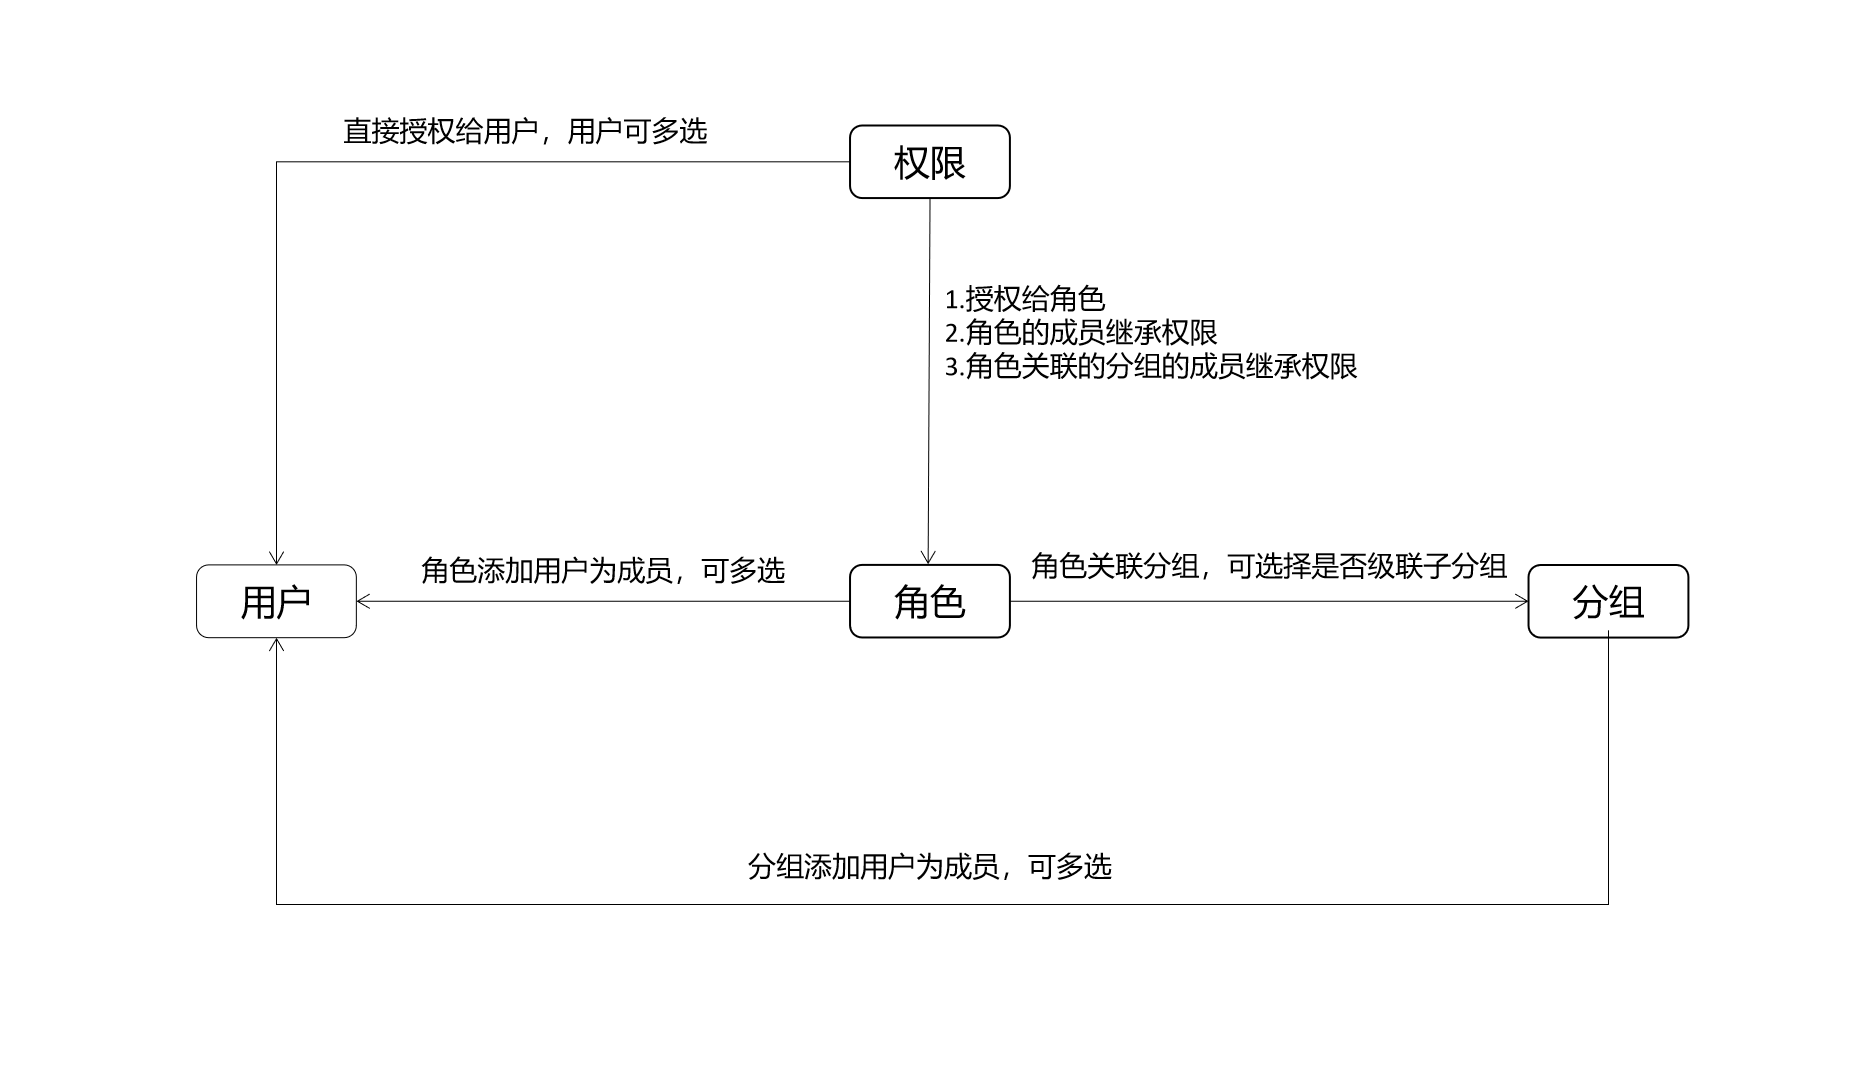 直接授权给用户，用户可多选
权限
1.授权给角色
2.角色的成员继承权限
3.角色关联的分组的成员继承权限
角色添加用户为成员，可多选
角色关联分组，可选择是否级联子分组
用户
角色
分组
分组添加用户为成员，可多选